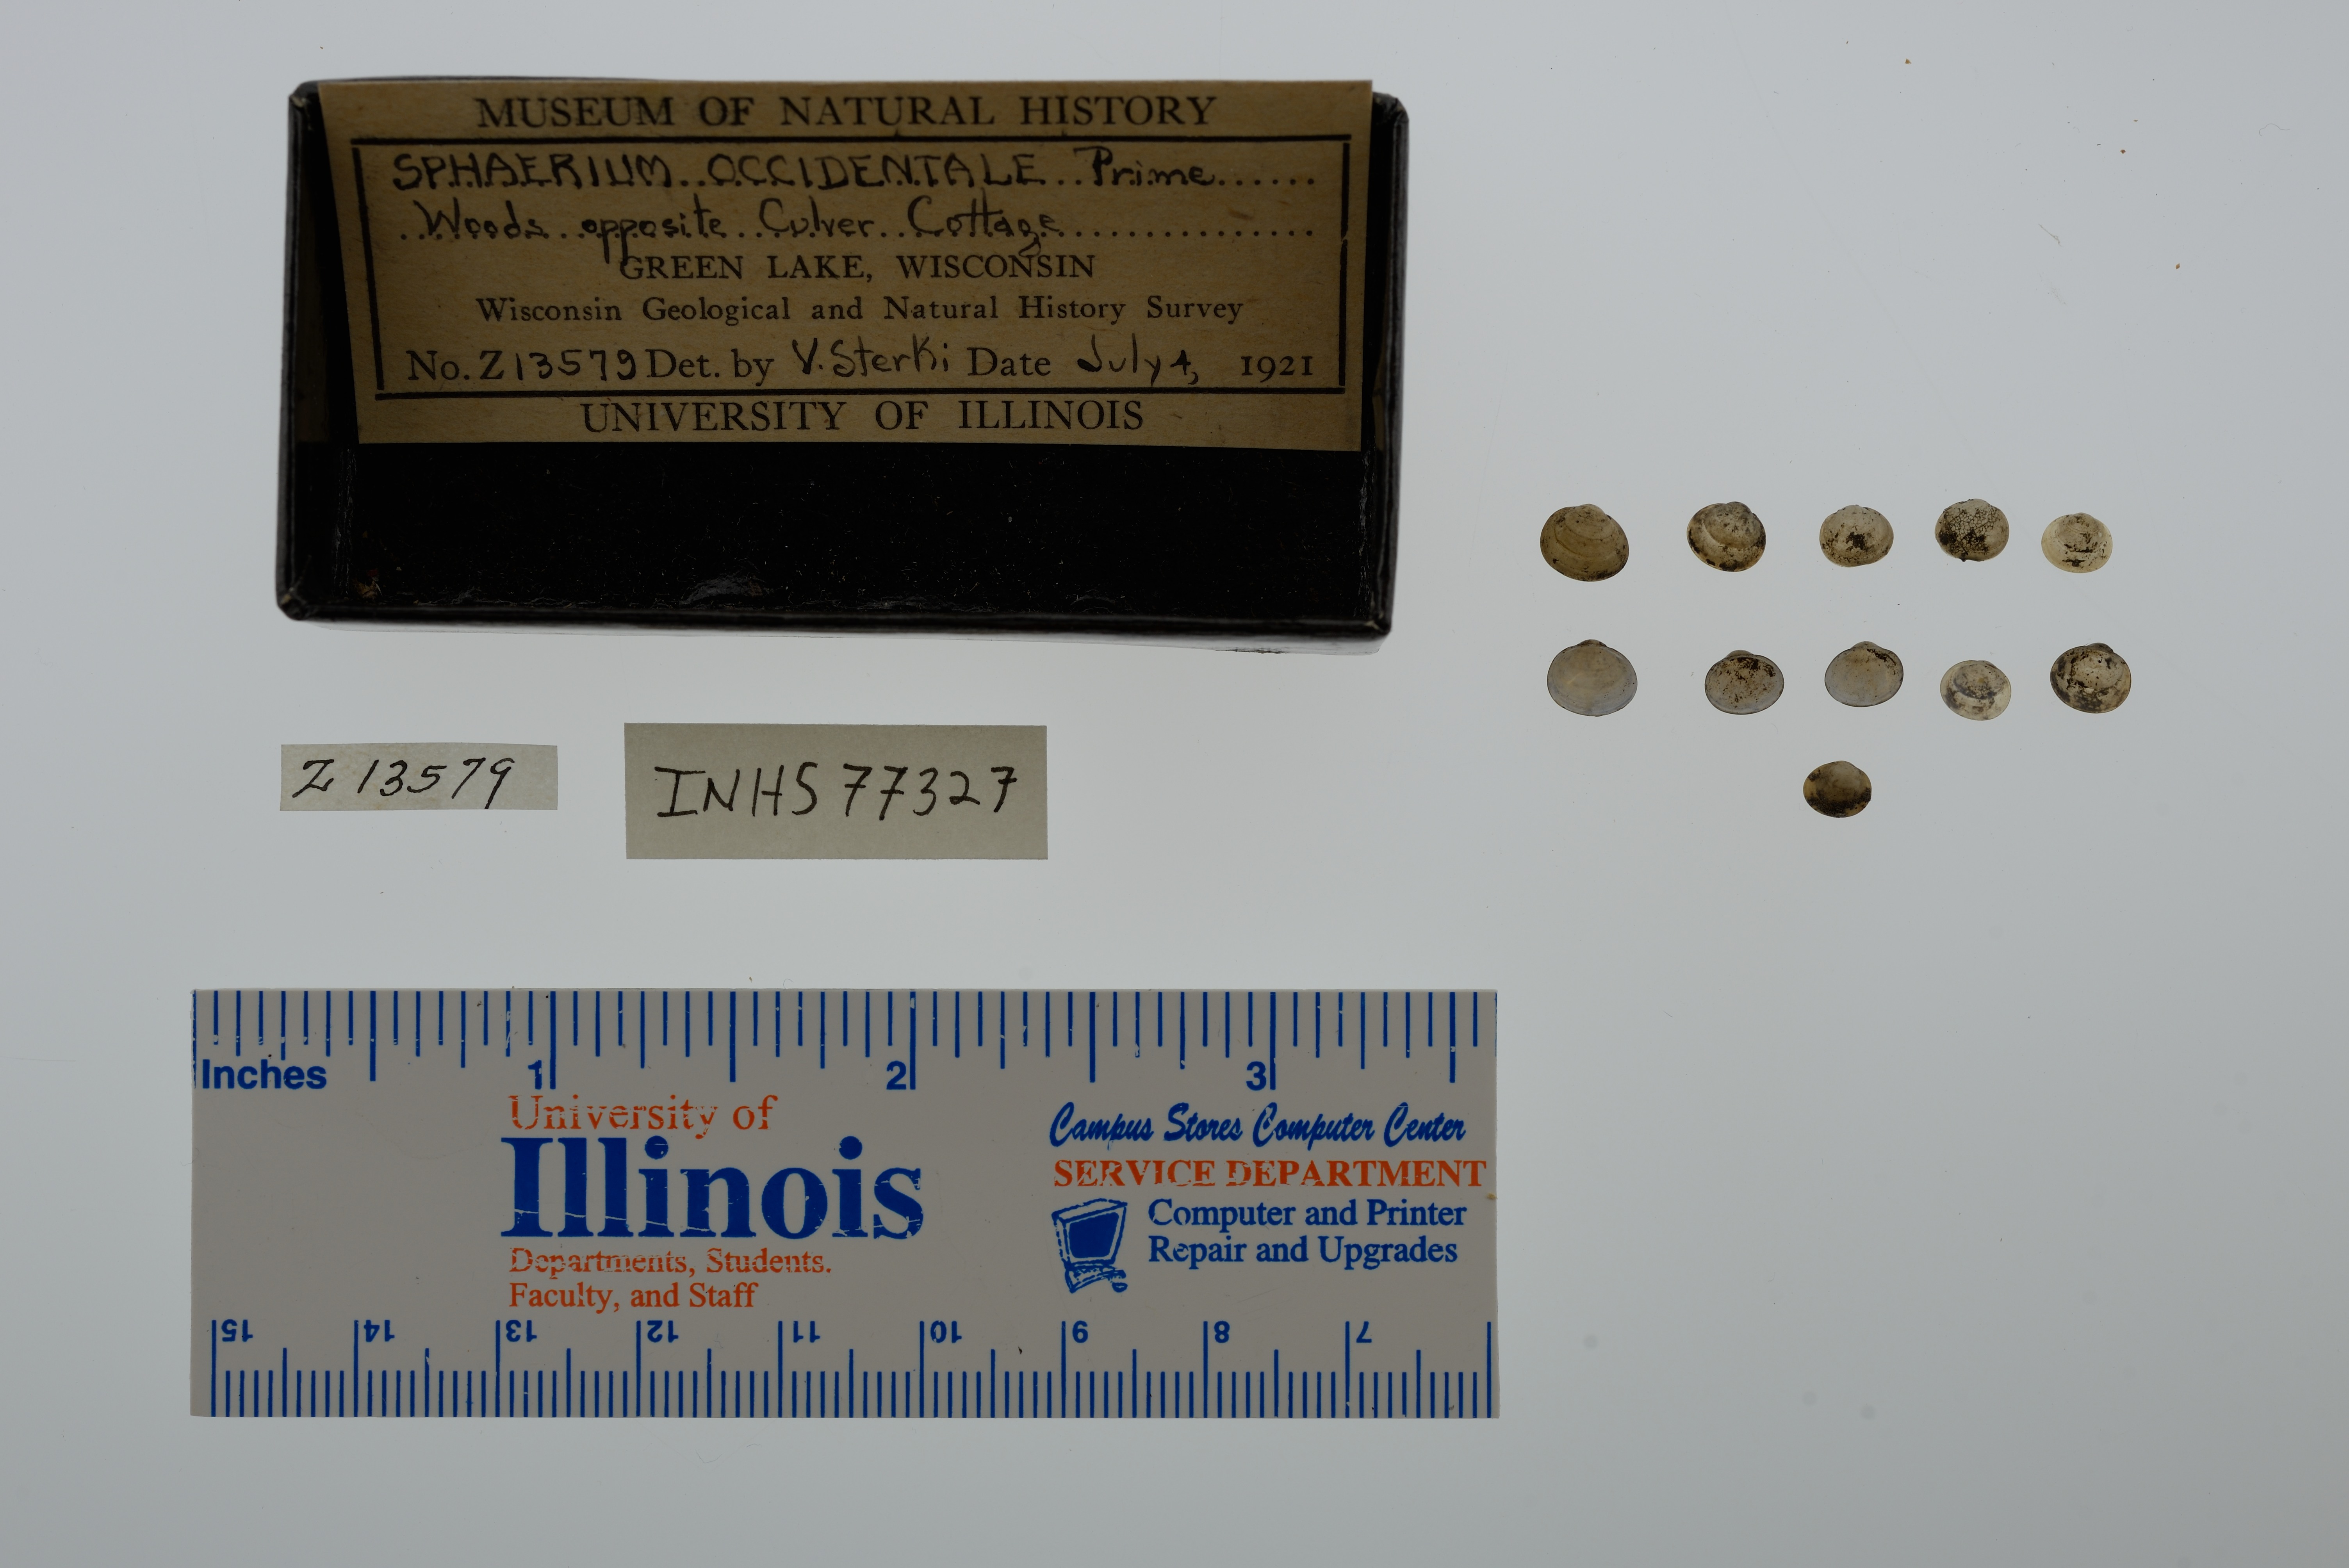 MUSEUM OF NATURAL HISTORY
SPHAERIUM OCCIDENTALE Prime
Woods opposite Culver Cottage
GREEN LAKE, WISCONSIN
Wisconsin Geological and Natural History Survey
No. Z13579 Det. by V. Sterki Date July 4, 1921
UNIVERSITY OF ILLINOIS
Z 13579
INHS 77327
Inches 1 2 3
University of
Illinois
Departments, Students.
Faculty, and Staff
Campus Stores Computer Center
SERVICE DEPARTMENT
Computer and Printer
Repair and Upgrades
15 14 13 12 11 10 9 8 7